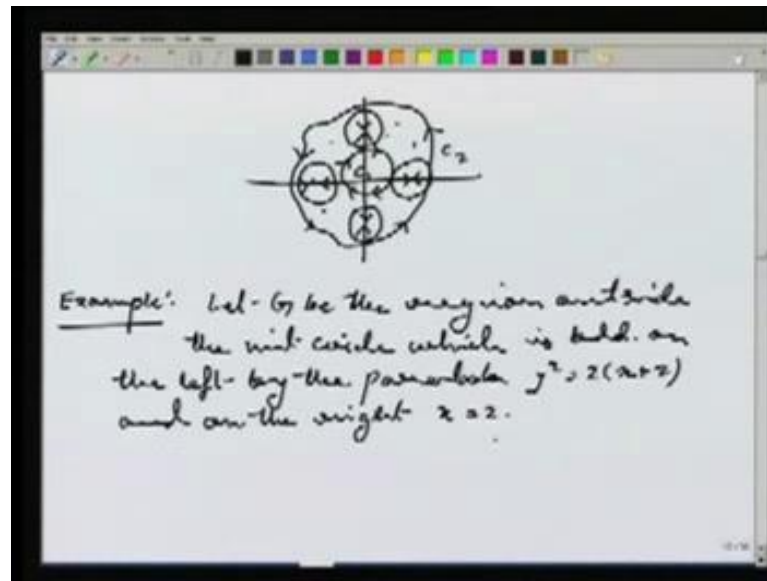 C₂
C₁
Example: Let G be the region outside
the unit circle which is bdd. on
the left by the parabola y² = 2(x+2)
and on the right x = 2.